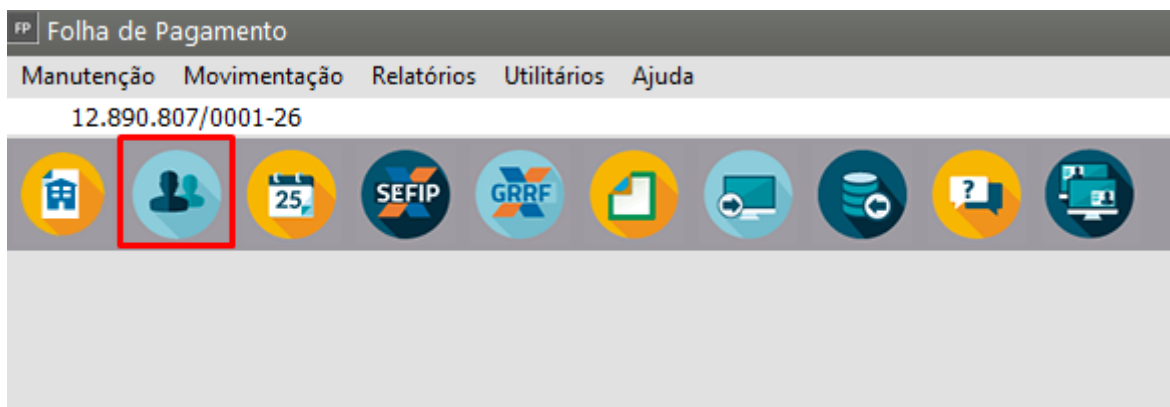 FP Folha de Pagamento
Manutenção Movimentação Relatórios Utilitários Ajuda
12.890.807/0001-26
25 SEFIP GRRF ?